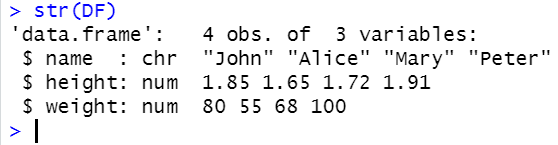 > str(DF)
'data.frame':   4 obs. of  3 variables:
 $ name  : chr  "John" "Alice" "Mary" "Peter"
 $ height: num  1.85 1.65 1.72 1.91
 $ weight: num  80 55 68 100
>